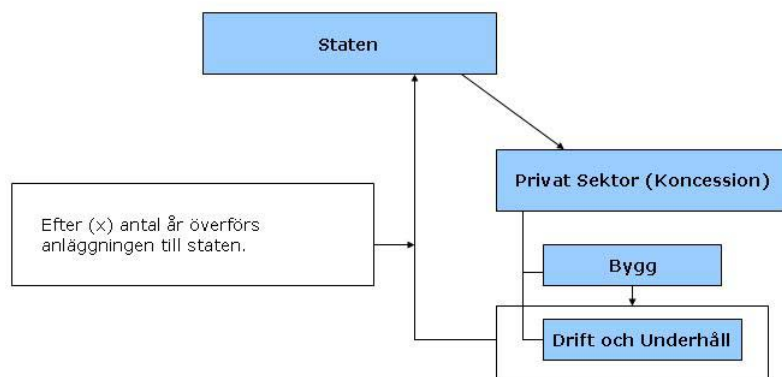 Staten
Privat Sektor (Koncession)
Efter (x) antal år överförs
anläggningen till staten.
Bygg
Drift och Underhåll